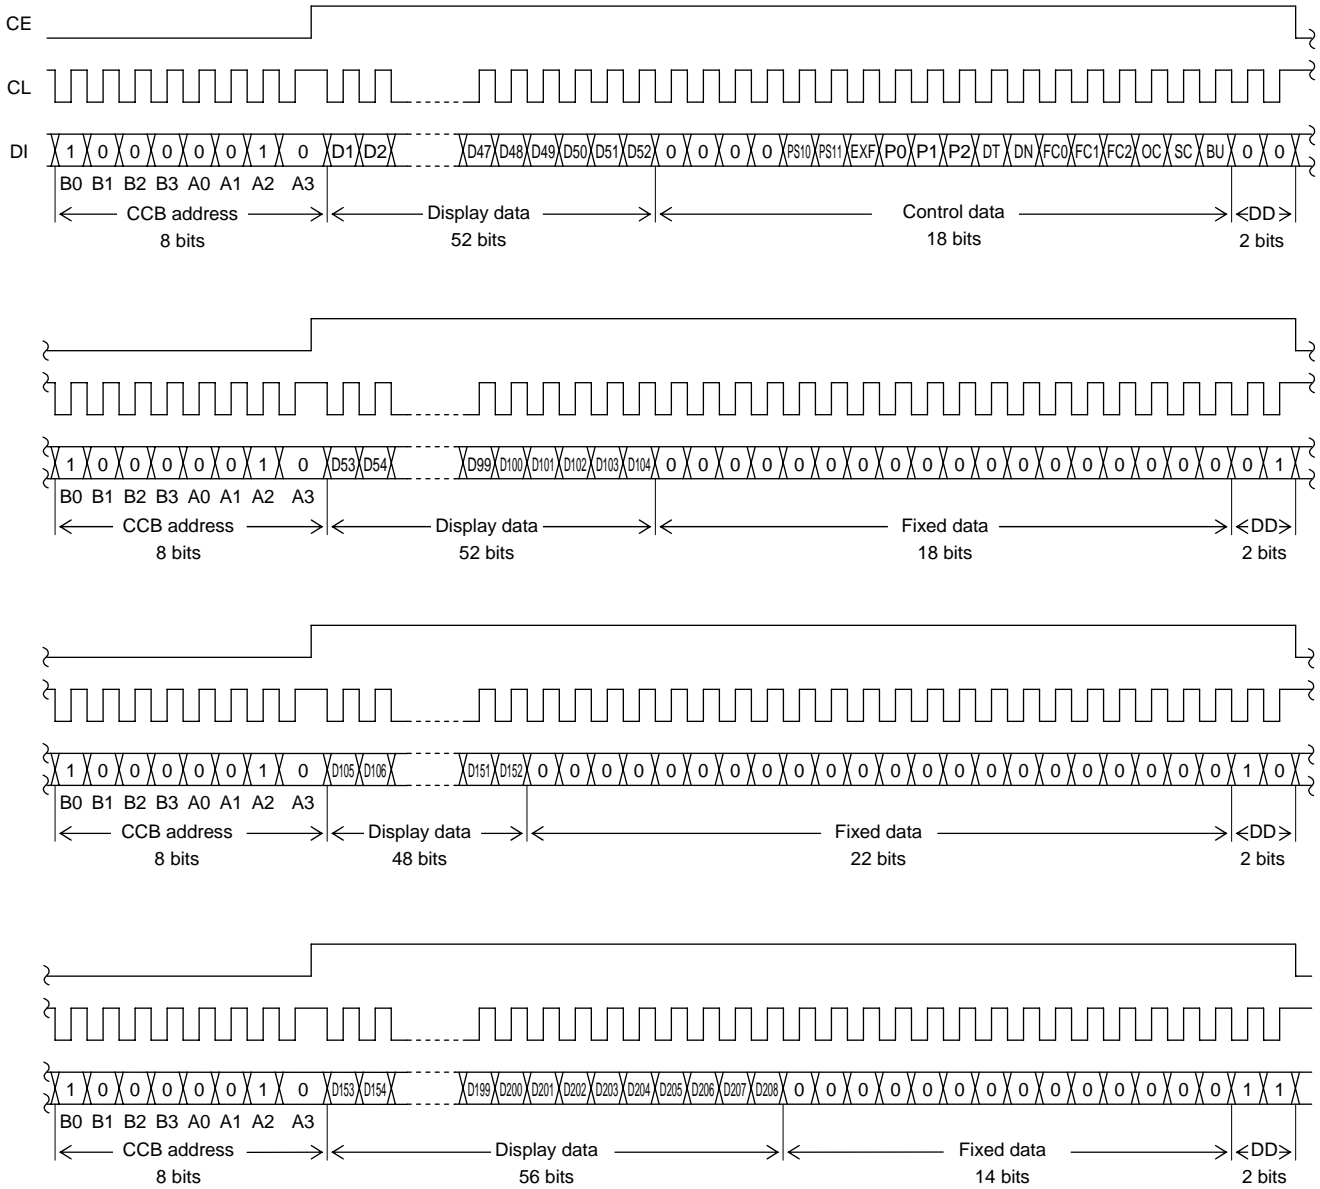 CE
CL
DI 1 0 0 0 0 0 1 0 D1 D2 D47 D48 D49 D50 D51 D52 0 0 0 0 PS10 PS11 EXF P0 P1 P2 DT DN FC0 FC1 FC2 OC SC BU 0 0
B0 B1 B2 B3 A0 A1 A2 A3
CCB address Display data Control data DD
8 bits 52 bits 18 bits 2 bits
1 0 0 0 0 0 1 0 D53 D54 D99 D100 D101 D102 D103 D104 0 0 0 0 0 0 0 0 0 0 0 0 0 0 0 0 0 0 0 1
B0 B1 B2 B3 A0 A1 A2 A3
CCB address Display data Fixed data DD
8 bits 52 bits 18 bits 2 bits
1 0 0 0 0 0 1 0 D105 D106 D151 D152 0 0 0 0 0 0 0 0 0 0 0 0 0 0 0 0 0 0 0 0 0 0 1 0
B0 B1 B2 B3 A0 A1 A2 A3
CCB address Display data Fixed data DD
8 bits 48 bits 22 bits 2 bits
1 0 0 0 0 0 1 0 D153 D154 D199 D200 D201 D202 D203 D204 D205 D206 D207 D208 0 0 0 0 0 0 0 0 0 0 0 0 0 0 1 1
B0 B1 B2 B3 A0 A1 A2 A3
CCB address Display data Fixed data DD
8 bits 56 bits 14 bits 2 bits